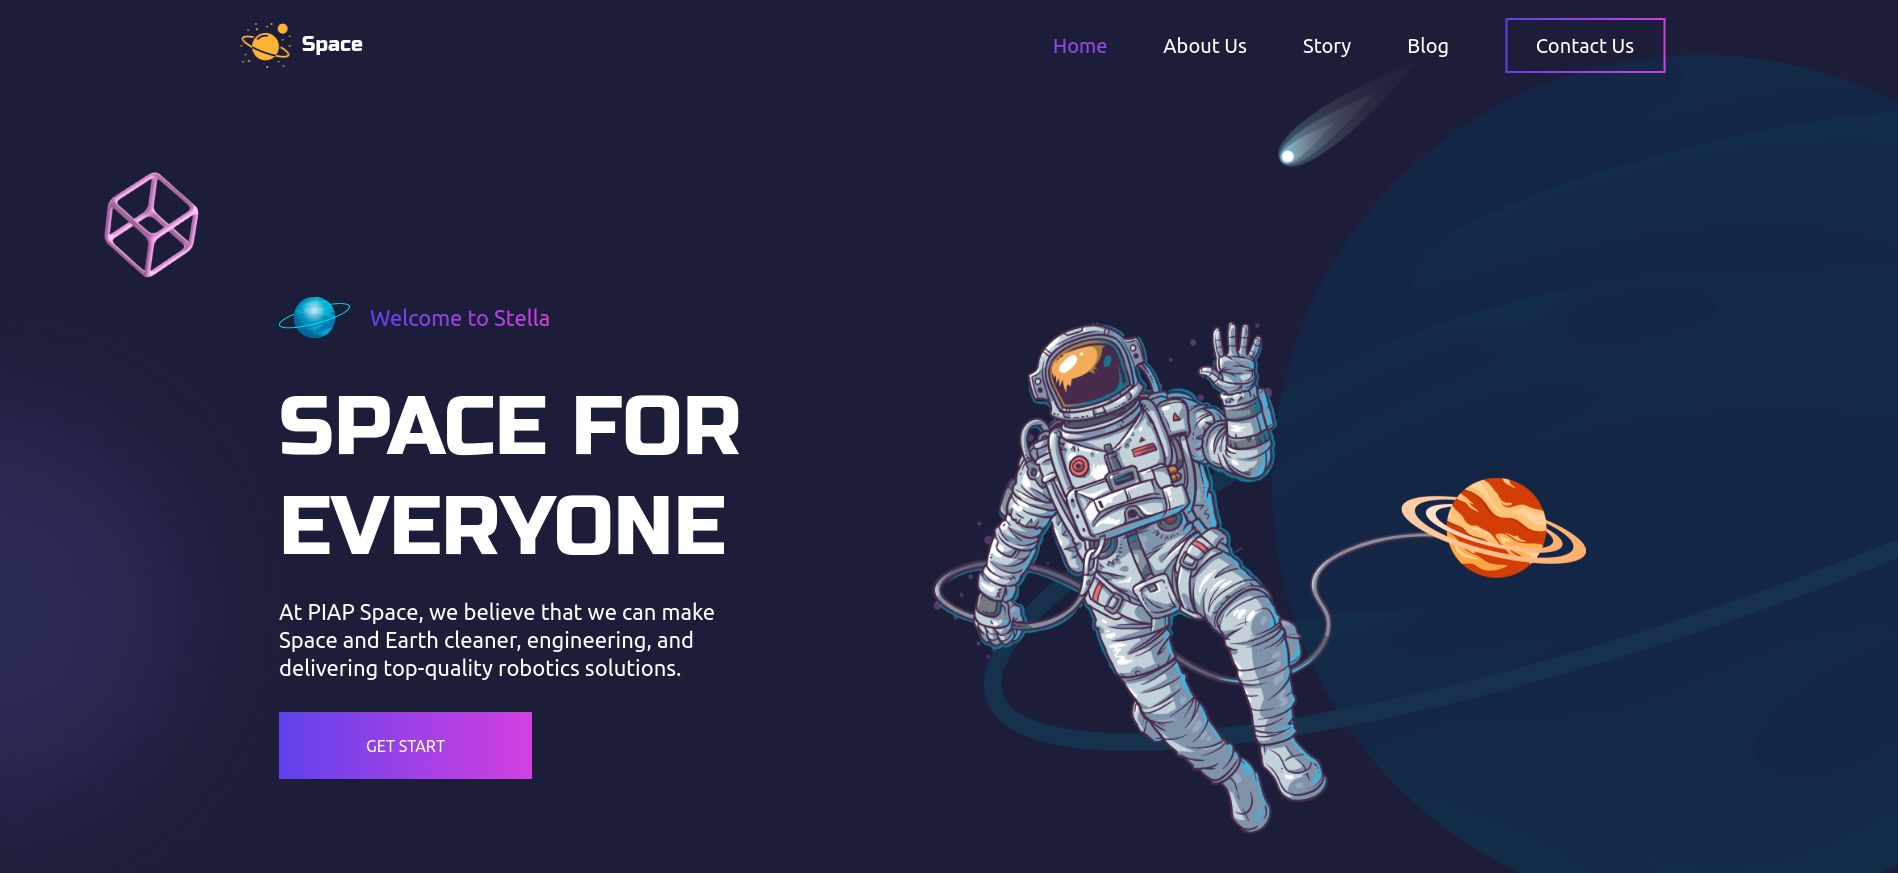 Space
Home
About Us
Story
Blog
Contact Us
Welcome to Stella
SPACE FOR
EVERYONE
At PIAP Space, we believe that we can make
Space and Earth cleaner, engineering, and
delivering top-quality robotics solutions.
GET START